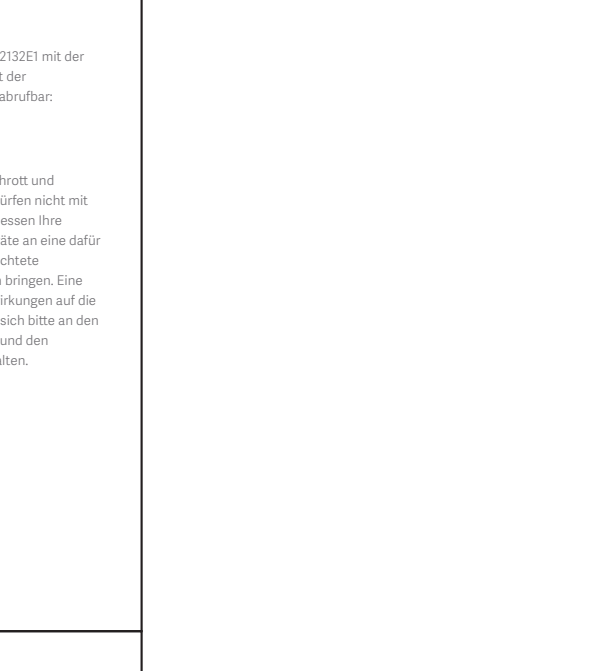 2132E1 mit der
t der
abrufbar:
hrott und
ürfen nicht mit
essen Ihre
äte an eine dafür
chtete
n bringen. Eine
irkungen auf die
sich bitte an den
und den
alten.